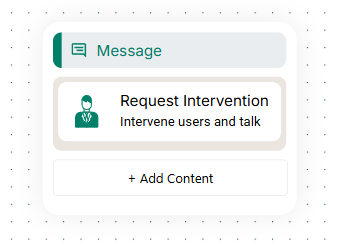 Message
Request Intervention
Intervene users and talk
+ Add Content